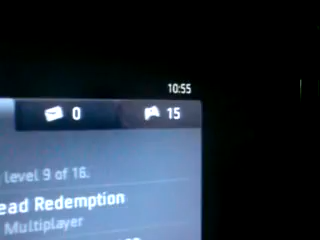 10:55
0 15
level 9 of 16.
ead Redemption
Multiplayer